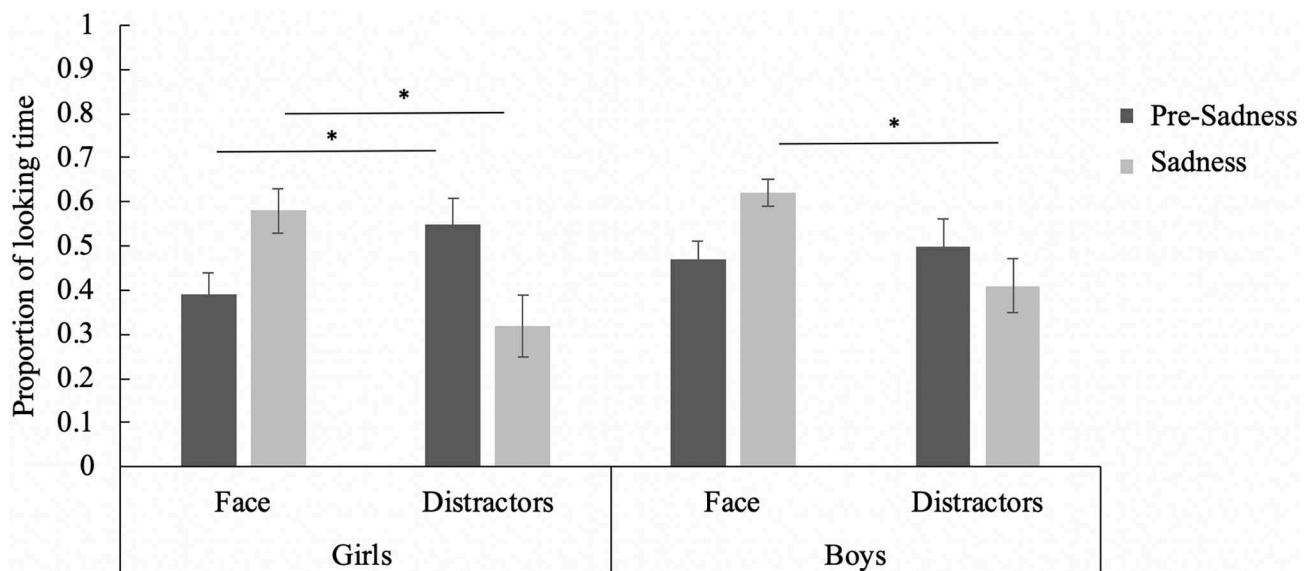 Proportion of looking time
1
0.9
0.8
0.7
0.6
0.5
0.4
0.3
0.2
0.1
0
*
*
*
Pre-Sadness
Sadness
Face Distractors Face Distractors
Girls Boys